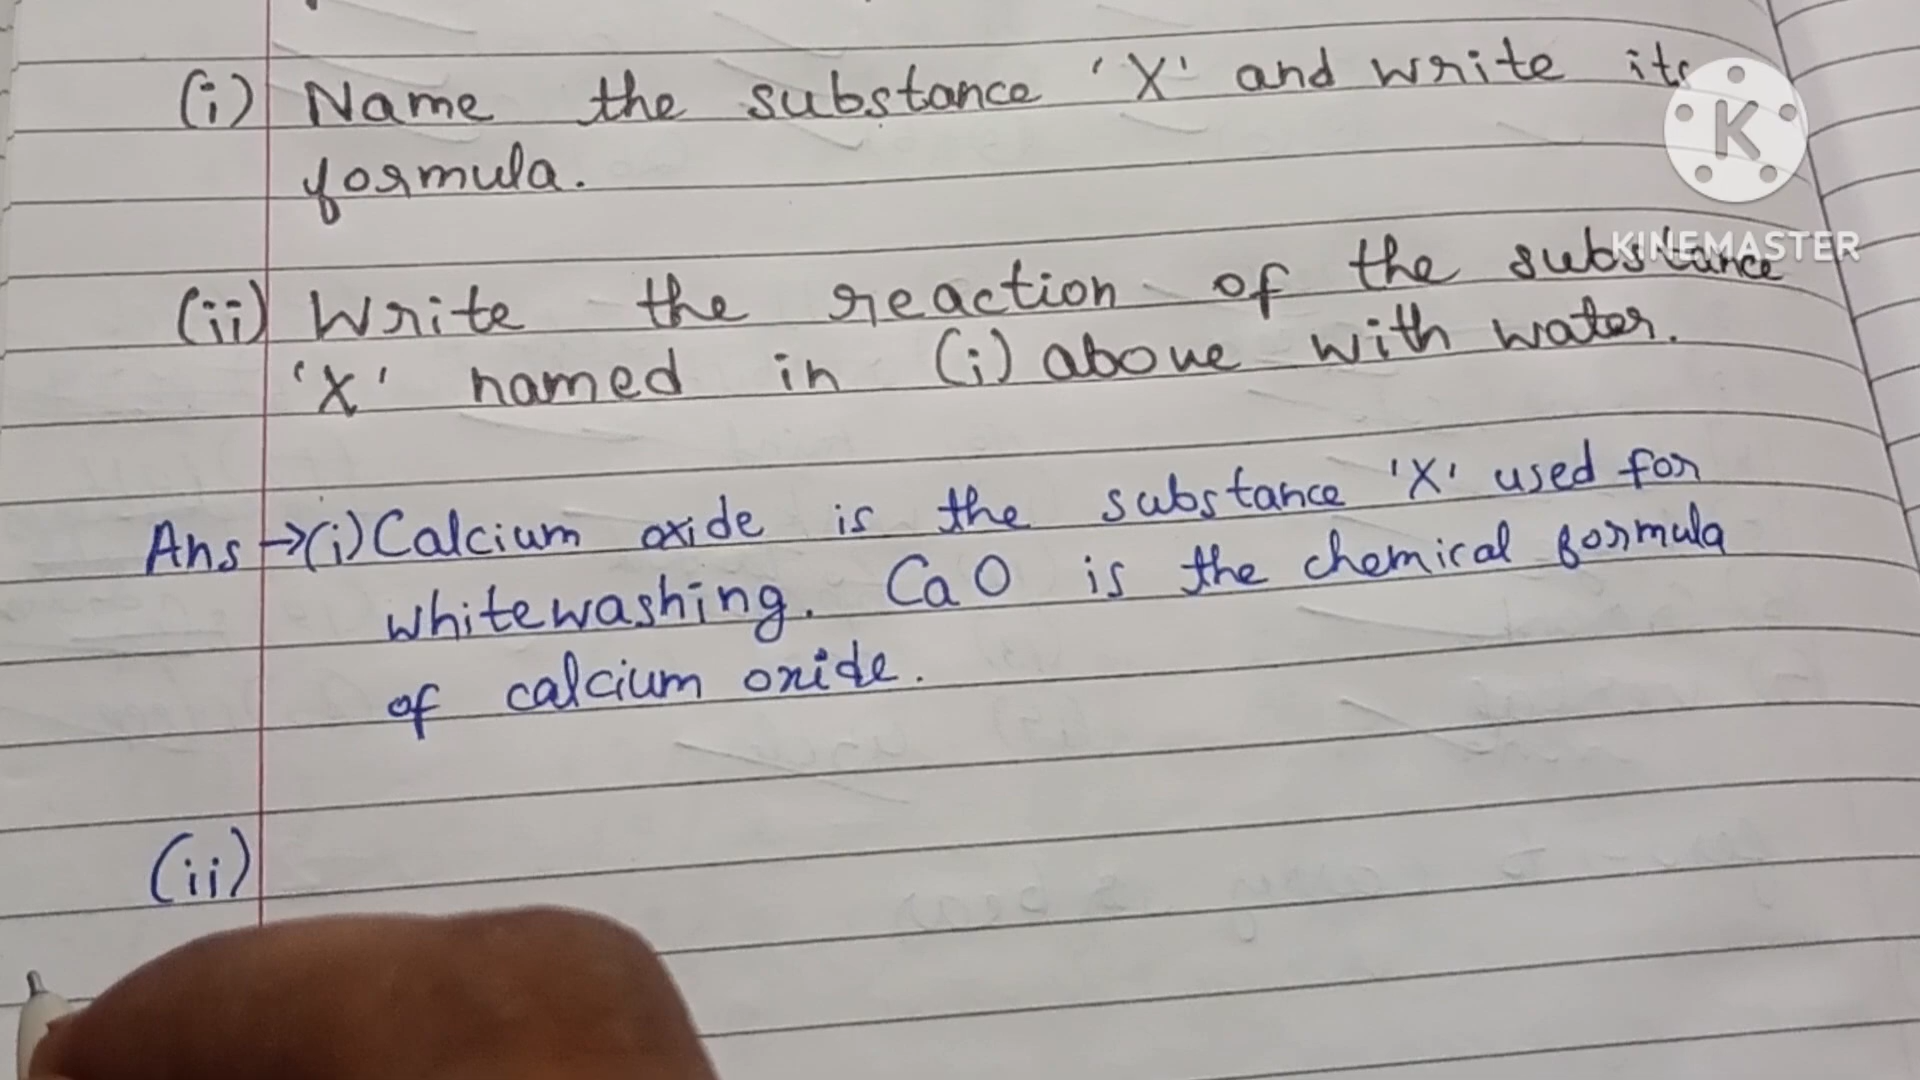 (i) Name the substance 'X' and write its
formula.
(ii) Write the reaction of the substance
'X' named in (i) above with water.
Ans →(i) Calcium oxide is the substance 'X' used for
whitewashing. CaO is the chemical formula
of calcium oxide.
(ii)
K
KINEMASTER